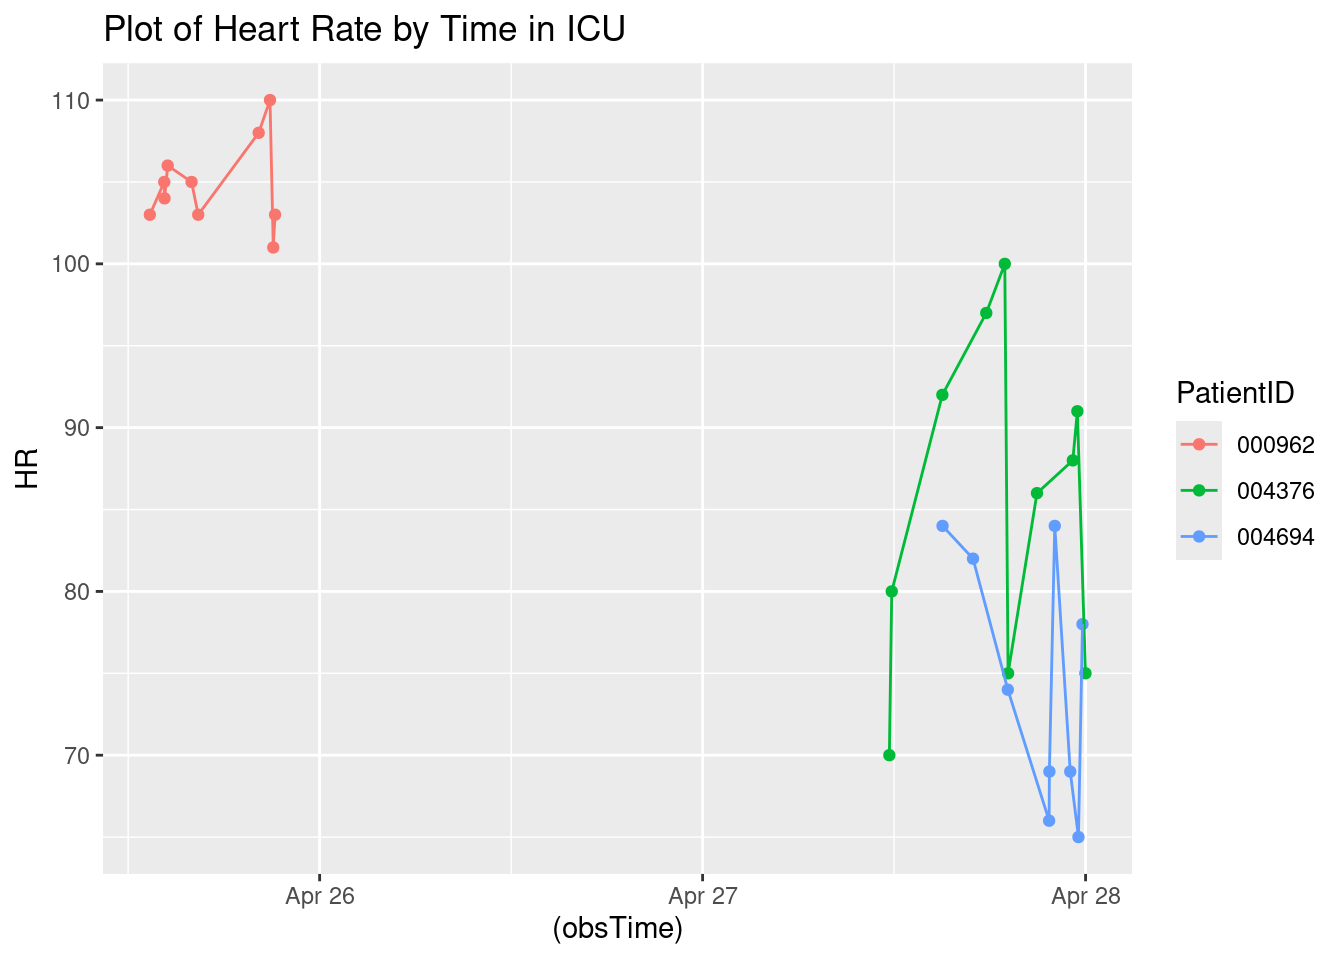 Plot of Heart Rate by Time in ICU
110
100
90
80
70
HR
Apr 26
Apr 27
Apr 28
(obsTime)
PatientID
000962
004376
004694